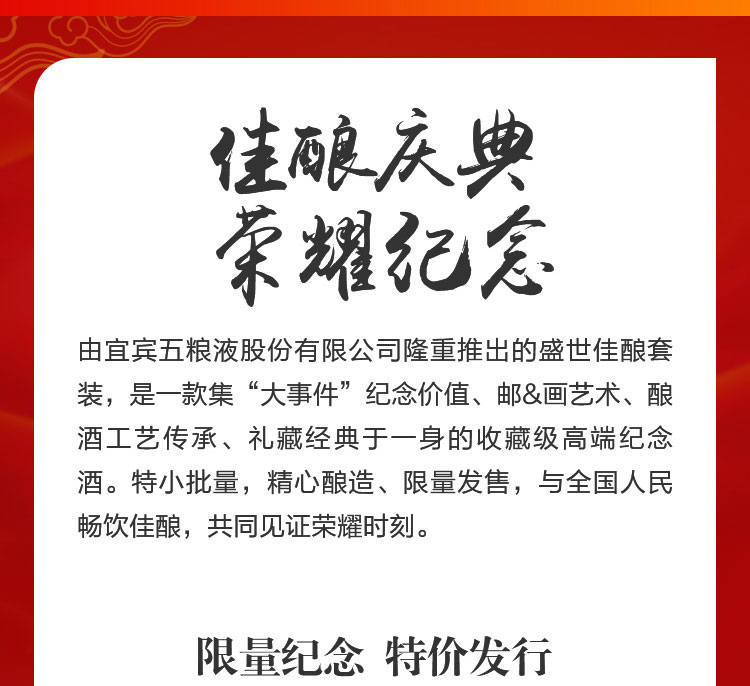 佳酿庆典
荣耀纪念
由宜宾五粮液股份有限公司隆重推出的盛世佳酿套
装，是一款集“大事件”纪念价值、邮&画艺术、酿
酒工艺传承、礼藏经典于一身的收藏级高端纪念
酒。特小批量，精心酿造、限量发售，与全国人民
畅饮佳酿，共同见证荣耀时刻。
限量纪念 特价发行